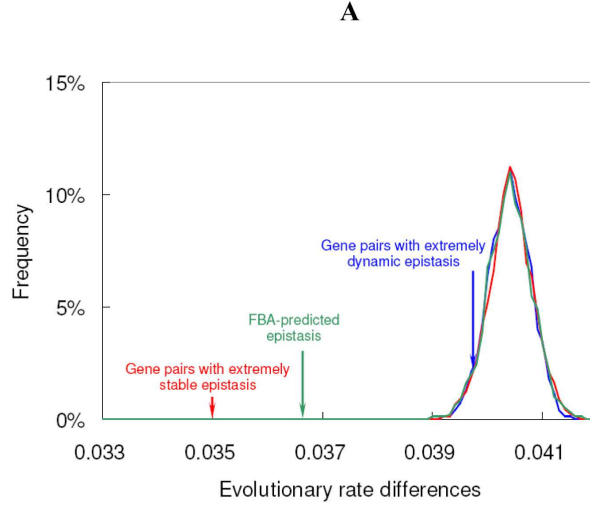 A
15%
10%
5%
0%
Frequency
Gene pairs with extremely
dynamic epistasis
FBA-predicted
epistasis
Gene pairs with extremely
stable epistasis
0.033
0.035
0.037
0.039
0.041
Evolutionary rate differences